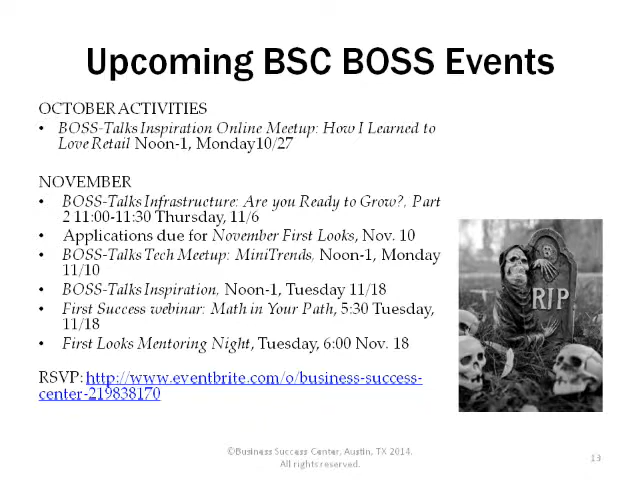 Upcoming BSC BOSS Events
OCTOBER ACTIVITIES
• BOSS-Talks Inspiration Online Meetup: How I Learned to
Love Retail Noon-1, Monday10/27
NOVEMBER
• BOSS-Talks Infrastructure: Are you Ready to Grow?, Part
2 11:00-11:30 Thursday, 11/6
• Applications due for November First Looks, Nov. 10
• BOSS-Talks Tech Meetup: MiniTrends, Noon-1, Monday
11/10
• BOSS-Talks Inspiration, Noon-1, Tuesday 11/18
• First Success webinar: Math in Your Path, 5:30 Tuesday,
11/18
• First Looks Mentoring Night, Tuesday, 6:00 Nov. 18
RSVP: http://www.eventbrite.com/o/business-success-
center-219838170
RIP
©Business Success Center, Austin, TX 2014.
All rights reserved.
13